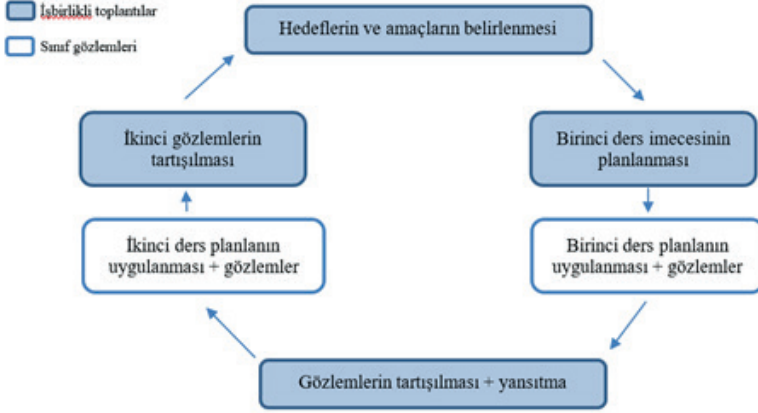 İşbirlikli toplantılar
Sınıf gözlemleri
Hedeflerin ve amaçların belirlenmesi
Birinci ders imecesinin
planlanması
Birinci ders planlanın
uygulanması + gözlemler
Gözlemlerin tartışılması + yansıtma
İkinci ders planlanın
uygulanması + gözlemler
İkinci gözlemlerin
tartışılması